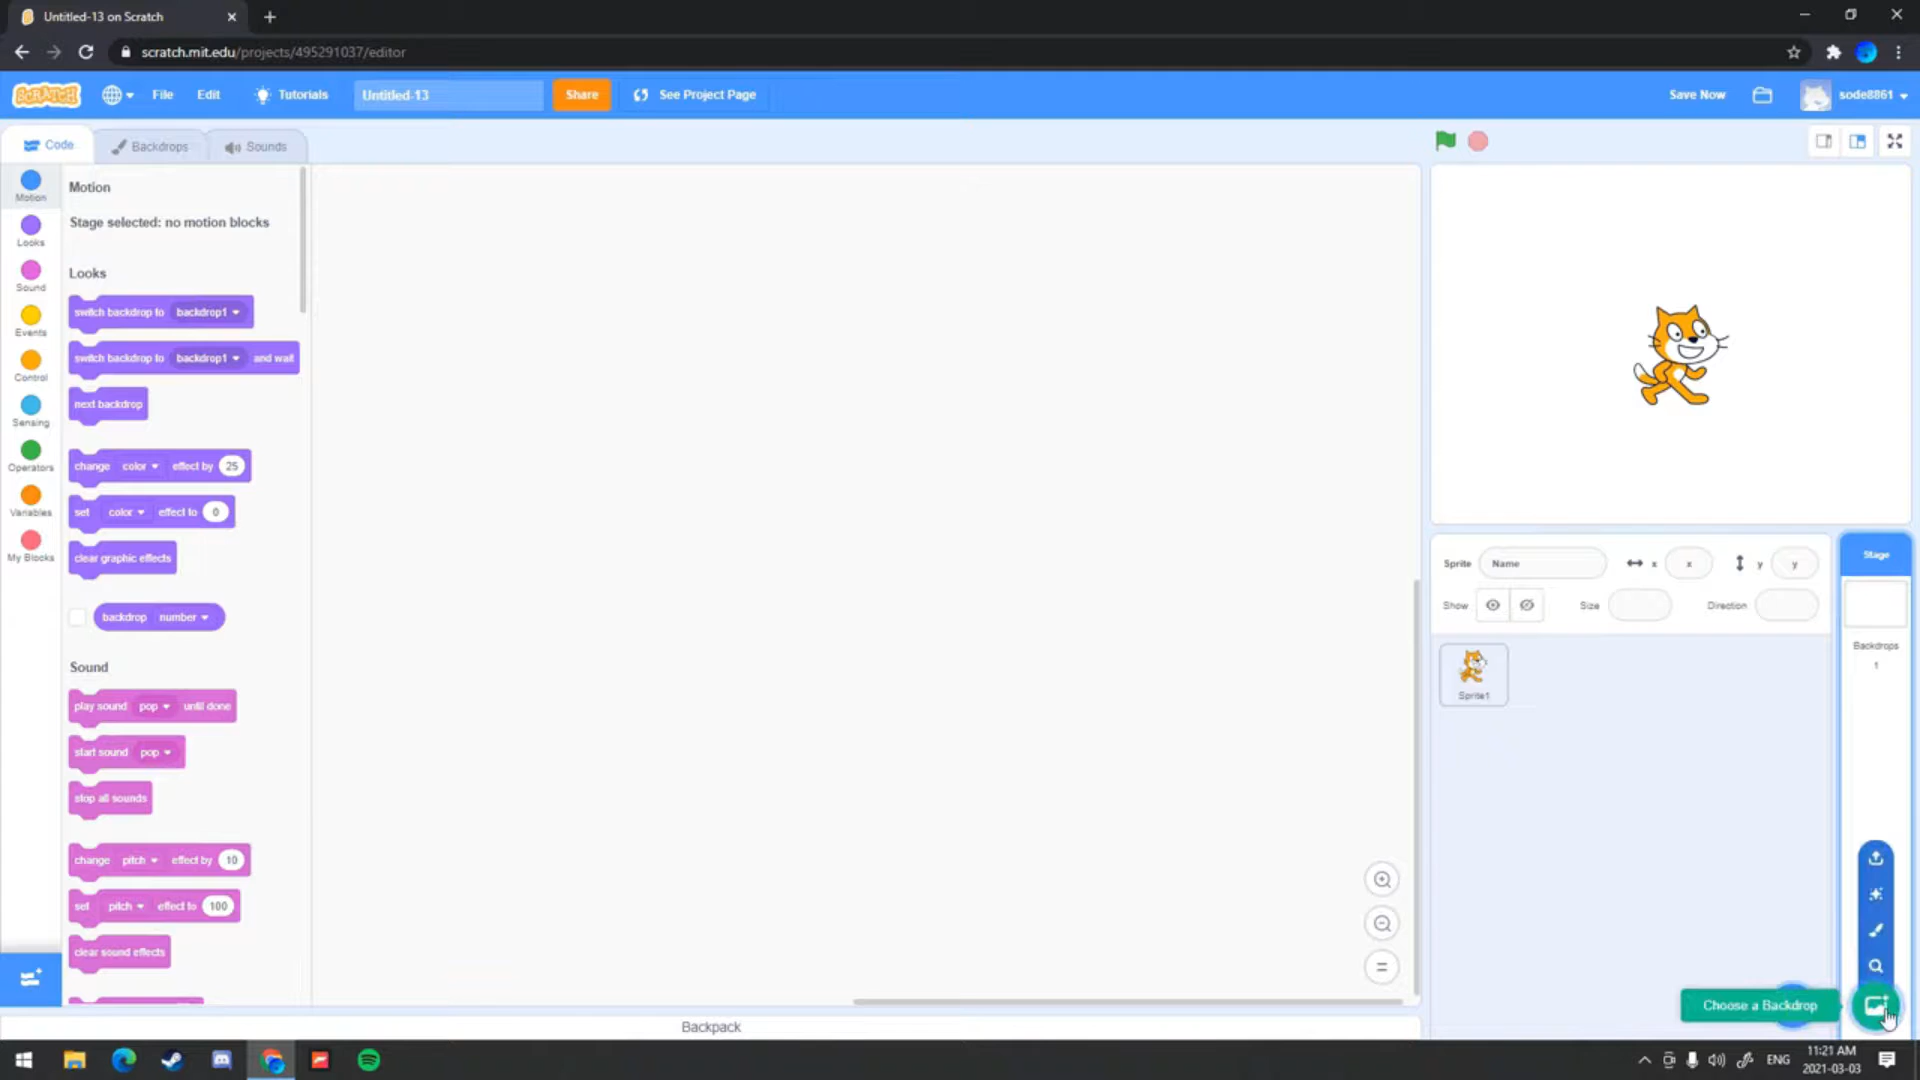 Untitled-13 on Scratch
scratch.mit.edu/projects/495291037/editor
SCRATCH
File
Edit
Tutorials
Untitled-13
Share
See Project Page
Save Now
sode8861
Code
Backdrops
Sounds
Motion
Looks
Sound
Events
Control
Sensing
Operators
Variables
My Blocks
Motion
Stage selected: no motion blocks
Looks
switch backdrop to backdrop1
switch backdrop to backdrop1 and wait
next backdrop
change color effect by 25
set color effect to 0
clear graphic effects
backdrop number
Sound
play sound pop until done
start sound pop
stop all sounds
change pitch effect by 10
set pitch effect to 100
clear sound effects
Backpack
Sprite Name x x y y
Show Size Direction
Sprite1
Stage
Backdrops
1
Choose a Backdrop
ENG
11:21 AM
2021-03-03